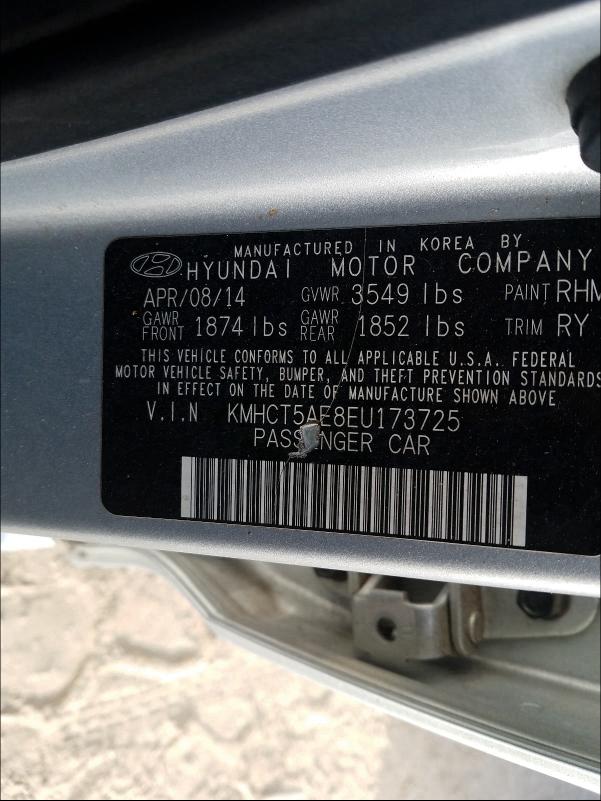 MANUFACTURED IN KOREA BY
HYUNDAI MOTOR COMPANY
APR/08/14 GVWR 3549 lbs PAINT RHM
GAWR FRONT 1874 lbs GAWR REAR 1852 lbs TRIM RY
THIS VEHICLE CONFORMS TO ALL APPLICABLE U.S.A. FEDERAL
MOTOR VEHICLE SAFETY, BUMPER, AND THEFT PREVENTION STANDARDS
IN EFFECT ON THE DATE OF MANUFACTURE SHOWN ABOVE.
V.I.N KMHCT5AE8EU173725
PASSENGER CAR